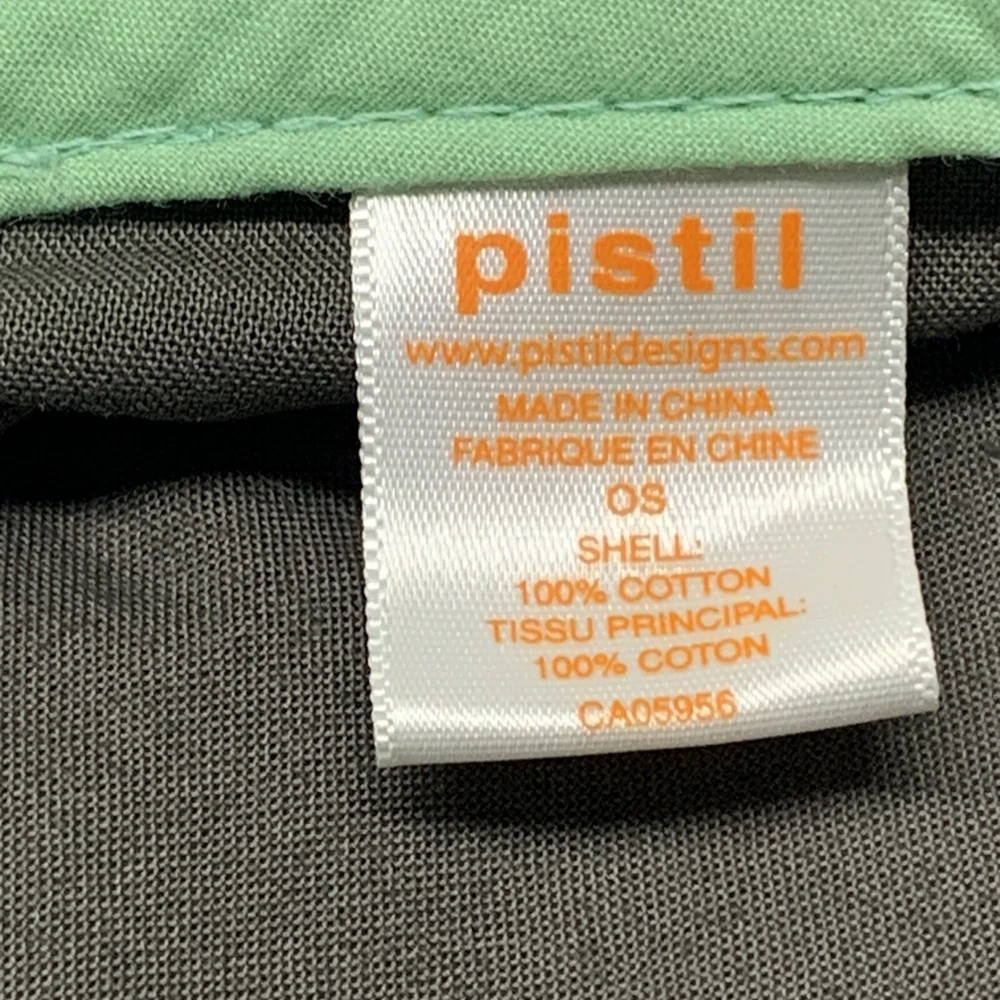 pistil
www.pistildesigns.com
MADE IN CHINA
FABRIQUE EN CHINE
OS
SHELL:
100% COTTON
TISSU PRINCIPAL:
100% COTON
CA05956